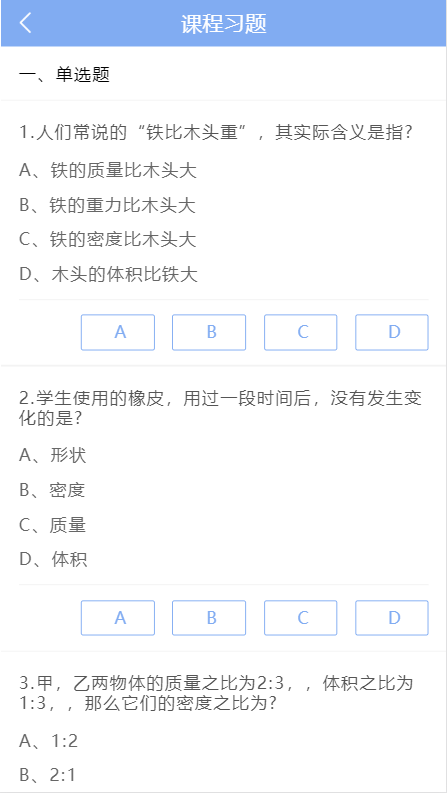 课程习题
一、单选题
1.人们常说的“铁比木头重”，其实际含义是指?
A、铁的质量比木头大
B、铁的重力比木头大
C、铁的密度比木头大
D、木头的体积比铁大
A B C D
2.学生使用的橡皮，用过一段时间后，没有发生变
化的是?
A、形状
B、密度
C、质量
D、体积
A B C D
3.甲，乙两物体的质量之比为2:3，，体积之比为
1:3，，那么它们的密度之比为?
A、1:2
B、2:1